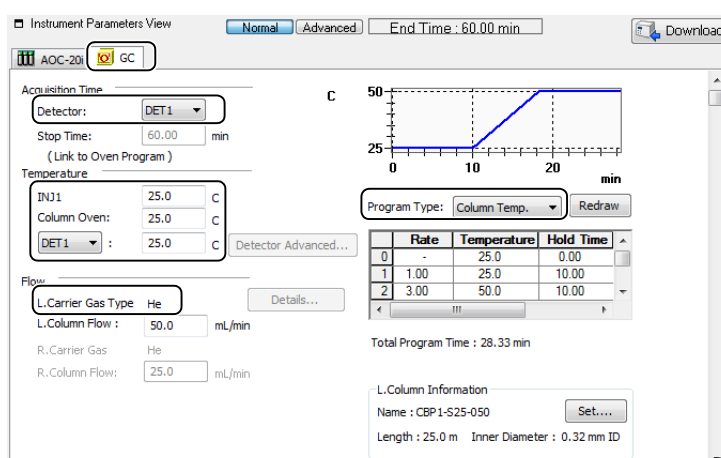 Instrument Parameters View Normal Advanced End Time : 60.00 min Download
AOC-20i GC
Acquisition Time
Detector: DET1
Stop Time: 60.00 min
(Link to Oven Program )
Temperature
INJ1 25.0 C
Column Oven: 25.0 C
DET1 : 25.0 C Detector Advanced...
Flow
L.Carrier Gas Type He Details...
L.Column Flow : 50.0 mL/min
R.Carrier Gas He
R.Column Flow: 25.0 mL/min
C
50
25
0 10 20
min
Program Type: Column Temp. Redraw
Rate Temperature Hold Time
0 - 25.0 0.00
1 1.00 25.0 10.00
2 3.00 50.0 10.00
Total Program Time : 28.33 min
L.Column Information
Name : CBP1-S25-050 Set....
Length : 25.0 m Inner Diameter : 0.32 mm ID